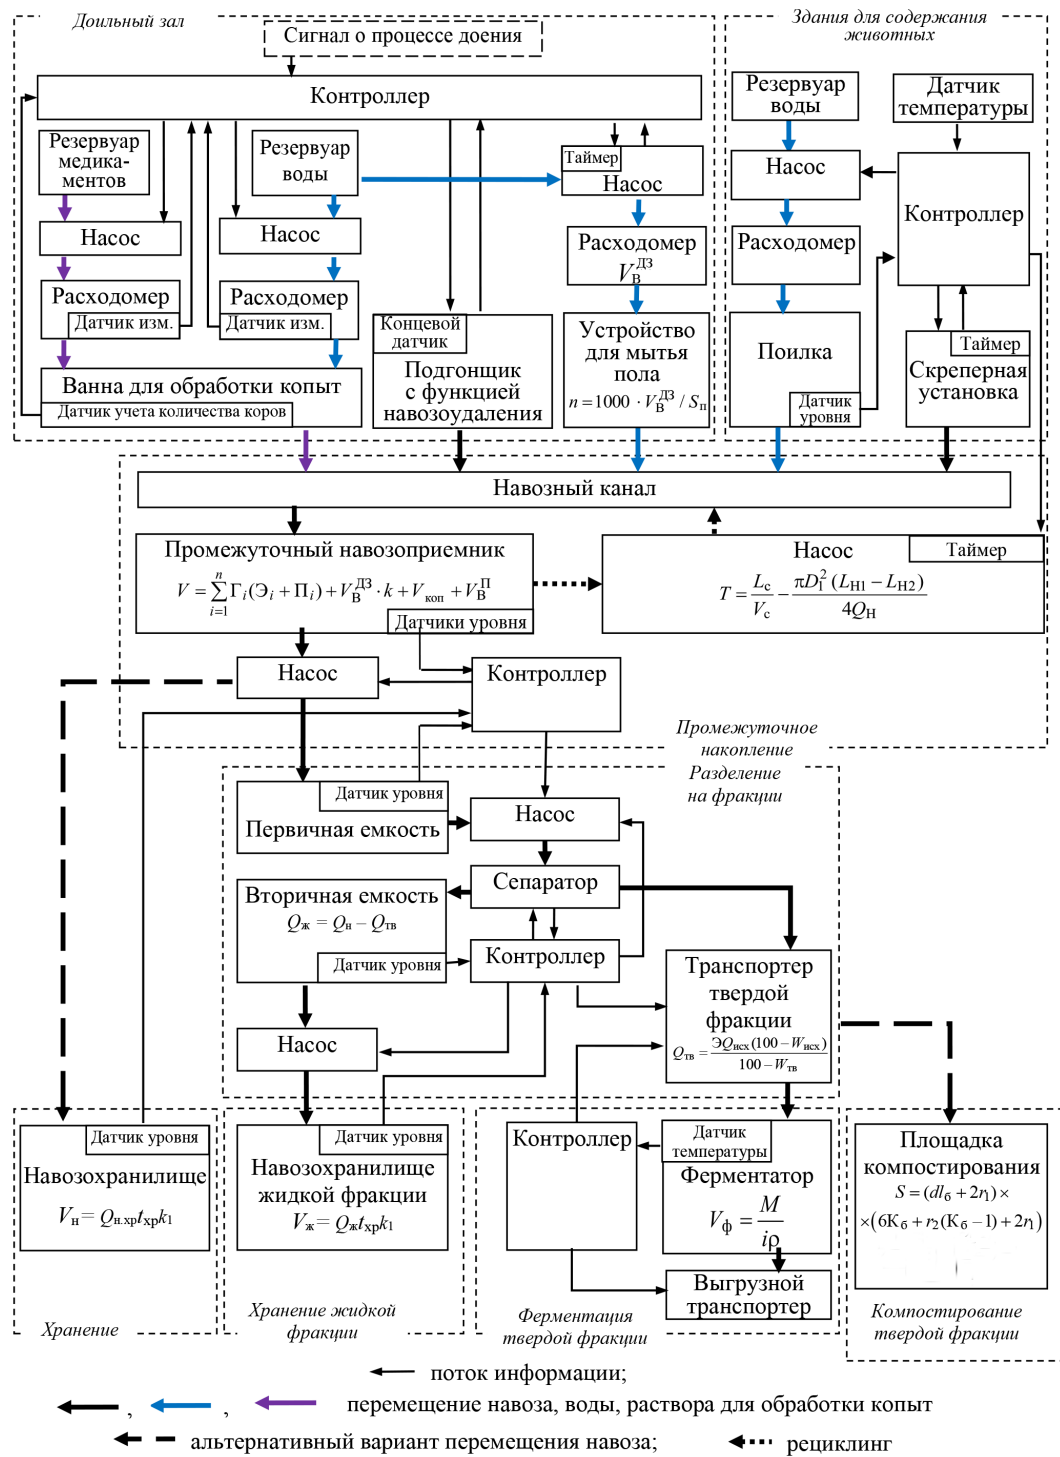 Доильный зал
Сигнал о процессе доения
Контроллер
Резервуар
медика-
ментов
Насос
Расходомер
Датчик изм.
Резервуар
воды
Насос
Расходомер
Датчик изм.
Ванна для обработки копыт
Датчик учета количества коров
Концевой
датчик
Подгонщик
с функцией
навозоудаления
Таймер
Насос
Расходомер
V_В^ДЗ
Устройство
для мытья
пола
n = 1000 · V_В^ДЗ / S_п
Здания для содержания
животных
Резервуар
воды
Насос
Расходомер
Поилка
Датчик
уровня
Датчик
температуры
Контроллер
Таймер
Скреперная
установка
Навозный канал
Промежуточный навозоприемник
V = ∑_{i=1}^{n} Г_i (Э_i + П_i) + V_В^ДЗ · k + V_коп + V_В^П
Датчики уровня
Насос
Таймер
T = L_с / V_с − πD_1^2 (L_Н1 − L_Н2) / 4Q_Н
Насос
Контроллер
Промежуточное
накопление
Разделение
на фракции
Датчик уровня
Первичная емкость
Насос
Сепаратор
Вторичная емкость
Q_ж = Q_н − Q_тв
Датчик уровня
Контроллер
Насос
Транспортер
твердой
фракции
Q_тв = ЭQ_исх (100 − W_исх) / 100 − W_тв
Датчик уровня
Навозохранилище
V_н = Q_н.хр t_хр k_1
Хранение
Датчик уровня
Навозохранилище
жидкой фракции
V_ж = Q_ж t_хр k_1
Хранение жидкой
фракции
Контроллер
Датчик
температуры
Ферментатор
V_ф = M / iρ
Выгрузной
транспортер
Ферментация
твердой фракции
Площадка
компостирования
S = (dl_б + 2r_1) ×
× (6К_б + r_2 (К_б − 1) + 2r_1)
Компостирование
твердой фракции
поток информации;
, , перемещение навоза, воды, раствора для обработки копыт
альтернативный вариант перемещения навоза; рециклинг